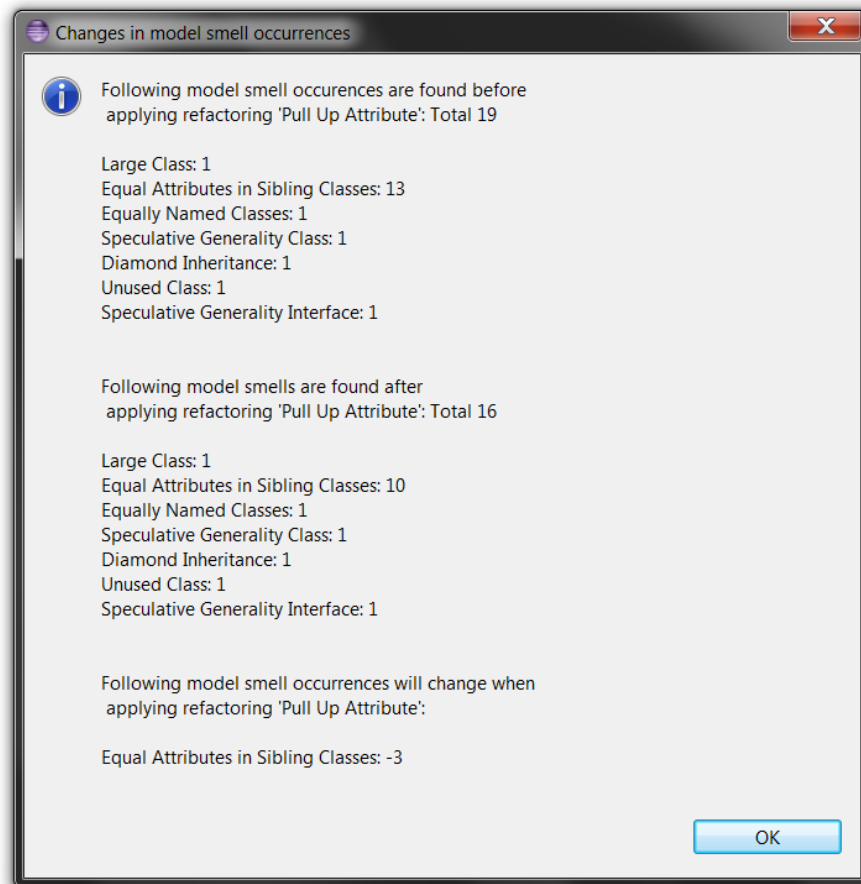 Changes in model smell occurrences
Following model smell occurences are found before
applying refactoring 'Pull Up Attribute': Total 19
Large Class: 1
Equal Attributes in Sibling Classes: 13
Equally Named Classes: 1
Speculative Generality Class: 1
Diamond Inheritance: 1
Unused Class: 1
Speculative Generality Interface: 1
Following model smells are found after
applying refactoring 'Pull Up Attribute': Total 16
Large Class: 1
Equal Attributes in Sibling Classes: 10
Equally Named Classes: 1
Speculative Generality Class: 1
Diamond Inheritance: 1
Unused Class: 1
Speculative Generality Interface: 1
Following model smell occurrences will change when
applying refactoring 'Pull Up Attribute':
Equal Attributes in Sibling Classes: -3
OK